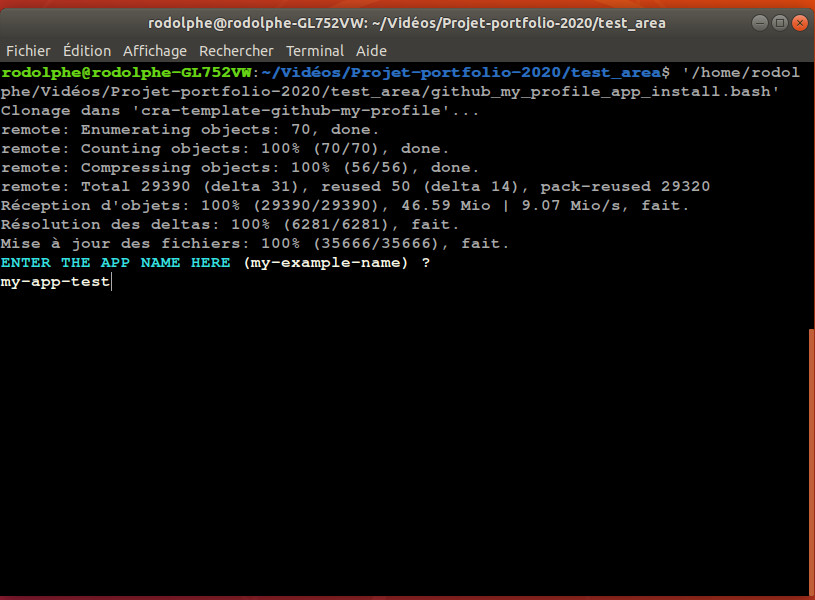 rodolphe@rodolphe-GL752VW: ~/Vidéos/Projet-portfolio-2020/test_area
Fichier Édition Affichage Rechercher Terminal Aide
rodolphe@rodolphe-GL752VW:~/Vidéos/Projet-portfolio-2020/test_area$ '/home/rodol
phe/Vidéos/Projet-portfolio-2020/test_area/github_my_profile_app_install.bash'
Clonage dans 'cra-template-github-my-profile'...
remote: Enumerating objects: 70, done.
remote: Counting objects: 100% (70/70), done.
remote: Compressing objects: 100% (56/56), done.
remote: Total 29390 (delta 31), reused 50 (delta 14), pack-reused 29320
Réception d'objets: 100% (29390/29390), 46.59 Mio | 9.07 Mio/s, fait.
Résolution des deltas: 100% (6281/6281), fait.
Mise à jour des fichiers: 100% (35666/35666), fait.
ENTER THE APP NAME HERE (my-example-name) ?
my-app-test